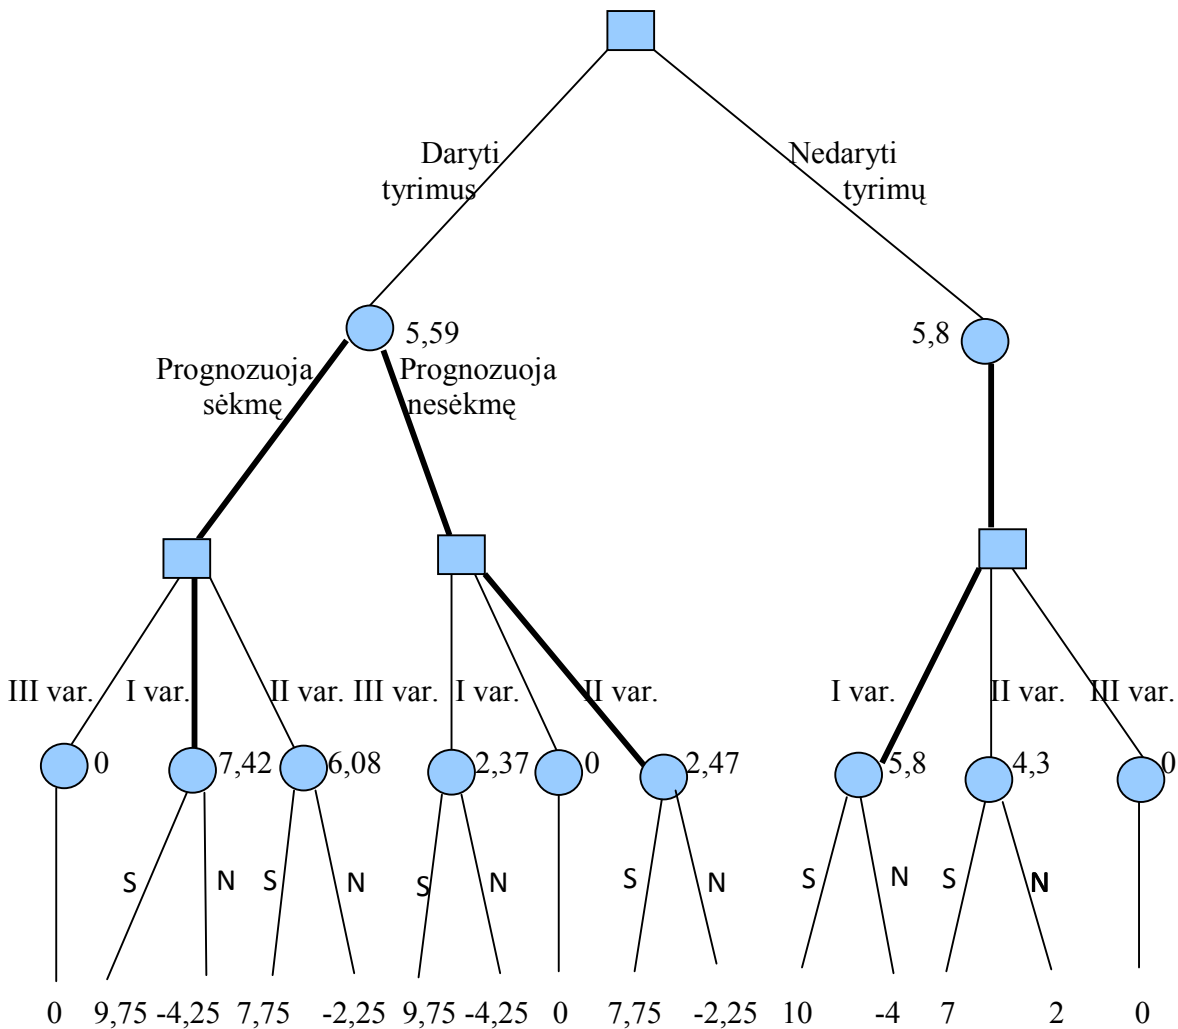 Daryti
tyrimus
Nedaryti
tyrimų
5,59
5,8
Prognozuoja
sėkmę
Prognozuoja
nesėkmę
III var.
I var.
II var.
III var.
I var.
II var.
I var.
II var.
III var.
0
7,42
6,08
2,37
0
2,47
5,8
4,3
0
S
N
S
N
S
N
S
N
S
N
S
N
0
9,75
-4,25
7,75
-2,25
9,75
-4,25
0
7,75
-2,25
10
-4
7
2
0